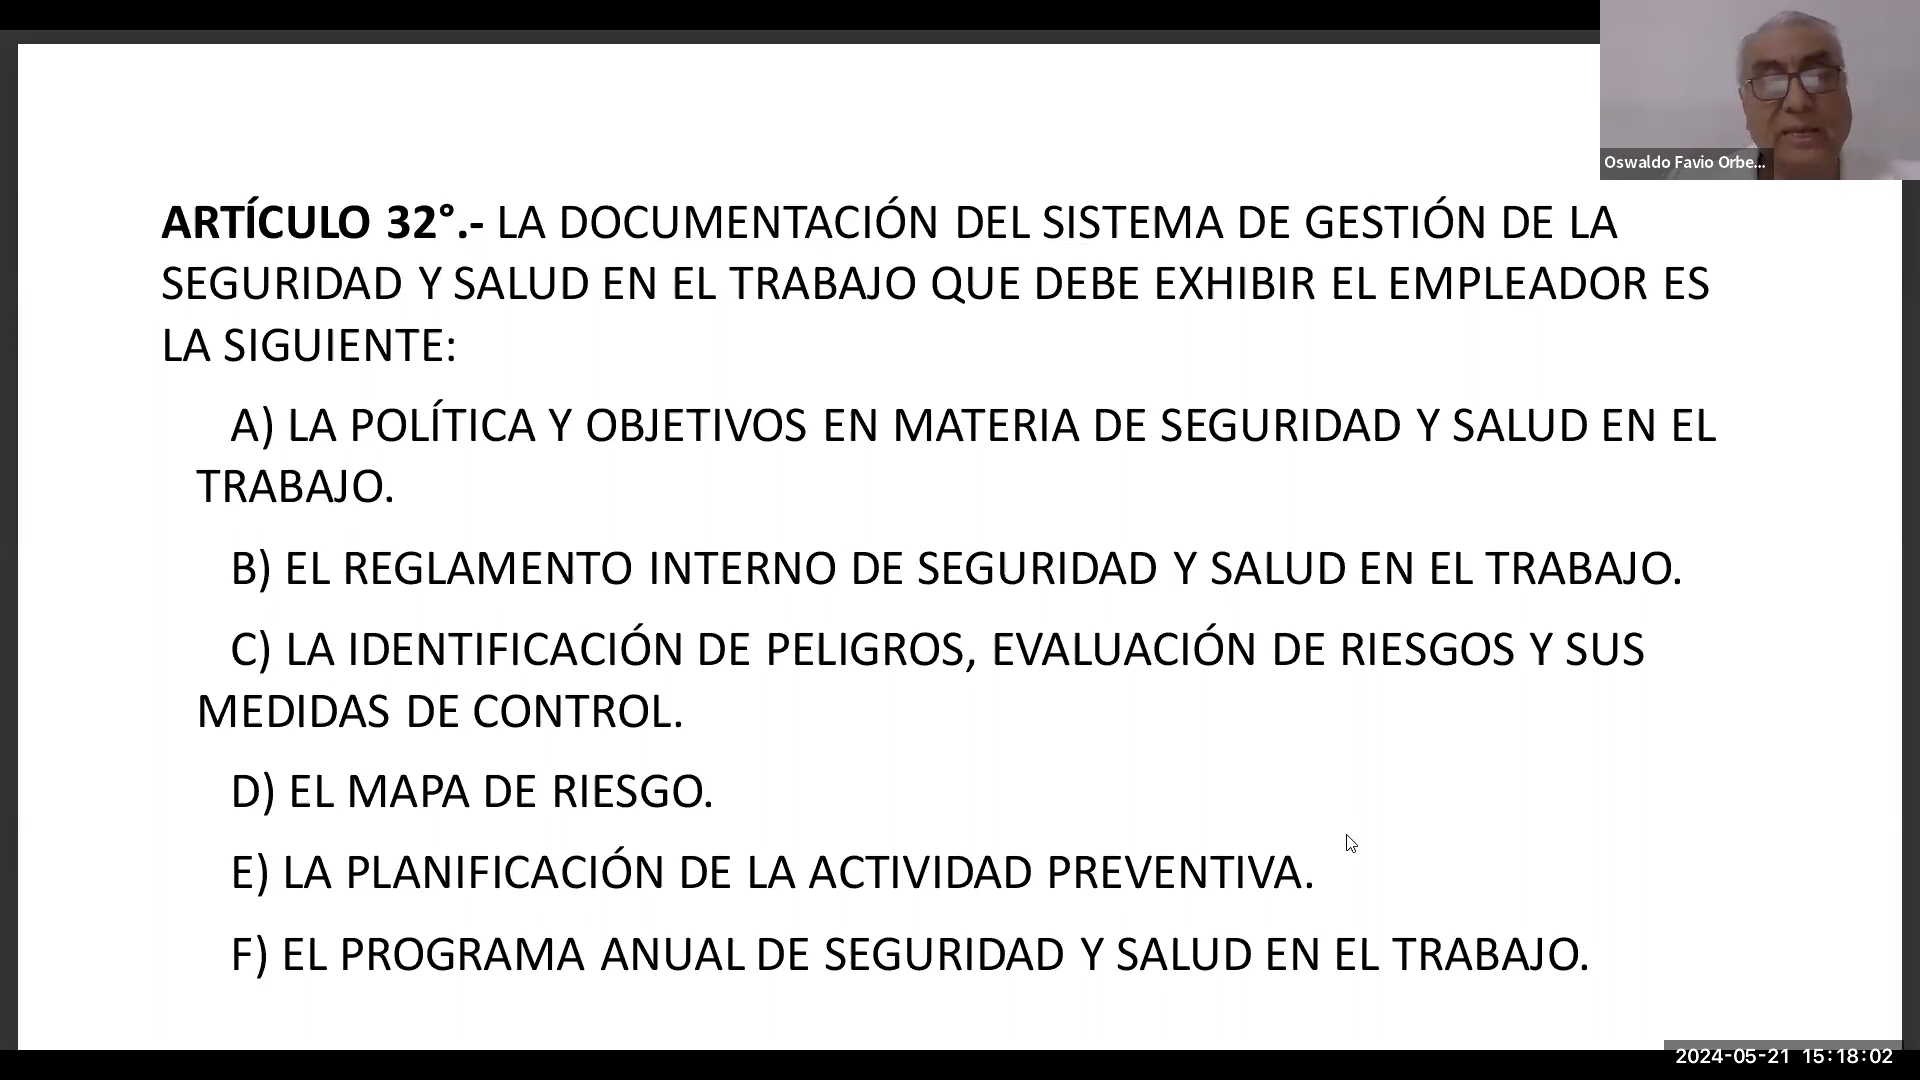 Oswaldo Favio Orbe...
ARTÍCULO 32°.- LA DOCUMENTACIÓN DEL SISTEMA DE GESTIÓN DE LA
SEGURIDAD Y SALUD EN EL TRABAJO QUE DEBE EXHIBIR EL EMPLEADOR ES
LA SIGUIENTE:
A) LA POLÍTICA Y OBJETIVOS EN MATERIA DE SEGURIDAD Y SALUD EN EL
TRABAJO.
B) EL REGLAMENTO INTERNO DE SEGURIDAD Y SALUD EN EL TRABAJO.
C) LA IDENTIFICACIÓN DE PELIGROS, EVALUACIÓN DE RIESGOS Y SUS
MEDIDAS DE CONTROL.
D) EL MAPA DE RIESGO.
E) LA PLANIFICACIÓN DE LA ACTIVIDAD PREVENTIVA.
F) EL PROGRAMA ANUAL DE SEGURIDAD Y SALUD EN EL TRABAJO.
2024-05-21 15:18:02